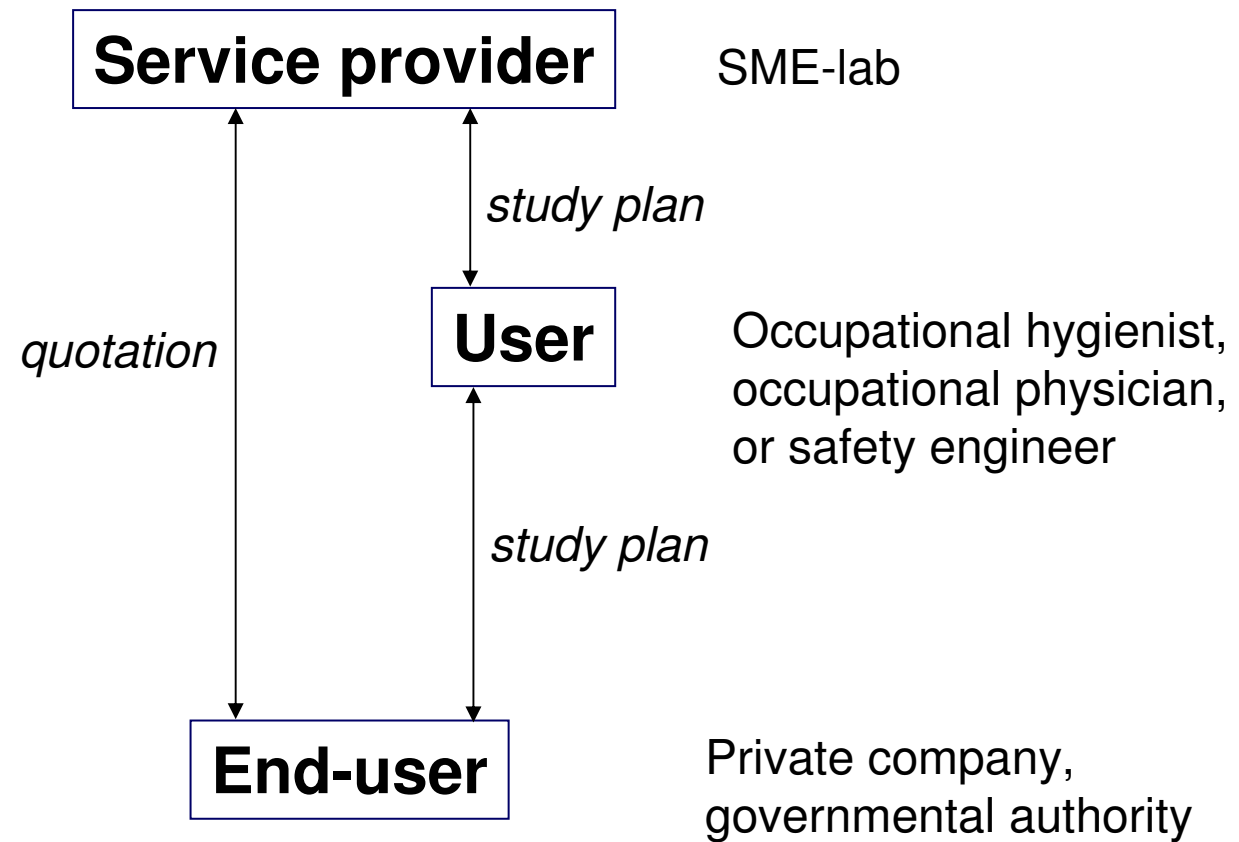 Service provider
SME-lab
study plan
quotation
User
Occupational hygienist,
occupational physician,
or safety engineer
study plan
End-user
Private company,
governmental authority